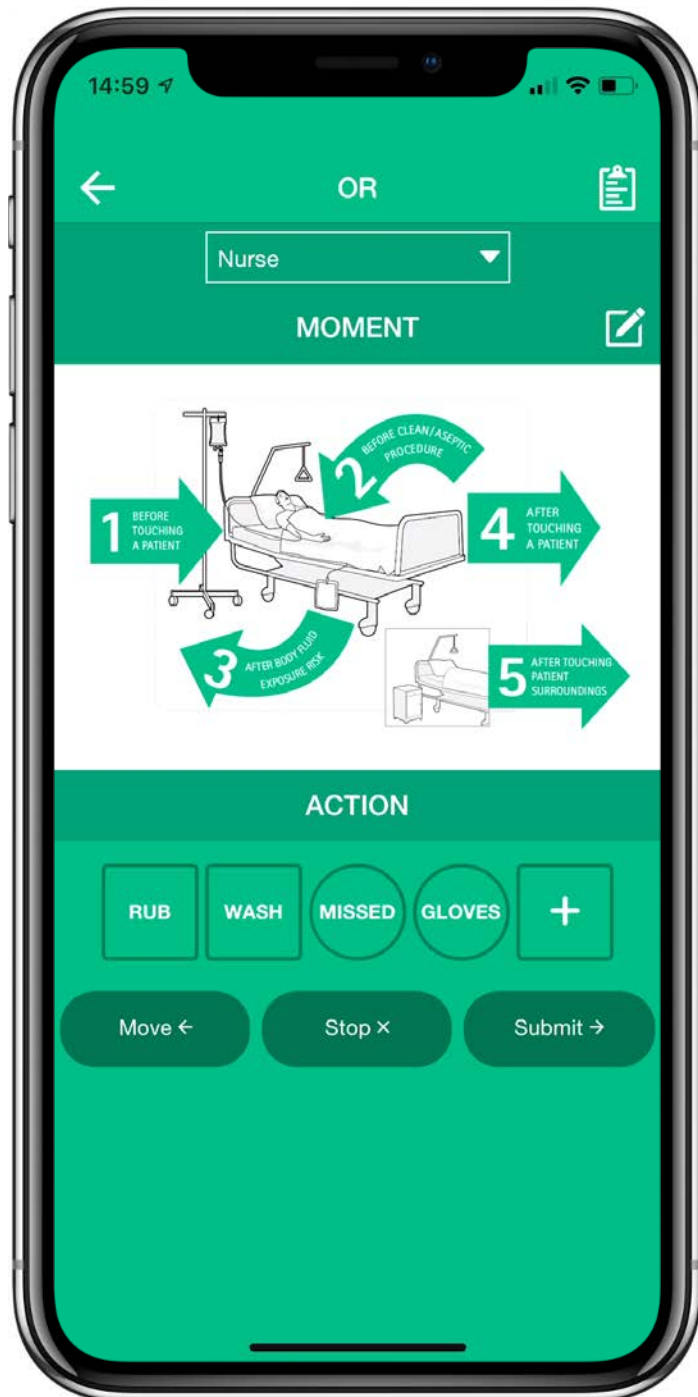 14:59
OR
Nurse
MOMENT
1 BEFORE
TOUCHING
A PATIENT
2 BEFORE CLEAN/ASEPTIC
PROCEDURE
3 AFTER BODY FLUID
EXPOSURE RISK
4 AFTER
TOUCHING
A PATIENT
5 AFTER TOUCHING
PATIENT
SURROUNDINGS
ACTION
RUB WASH MISSED GLOVES +
Move ← Stop × Submit →